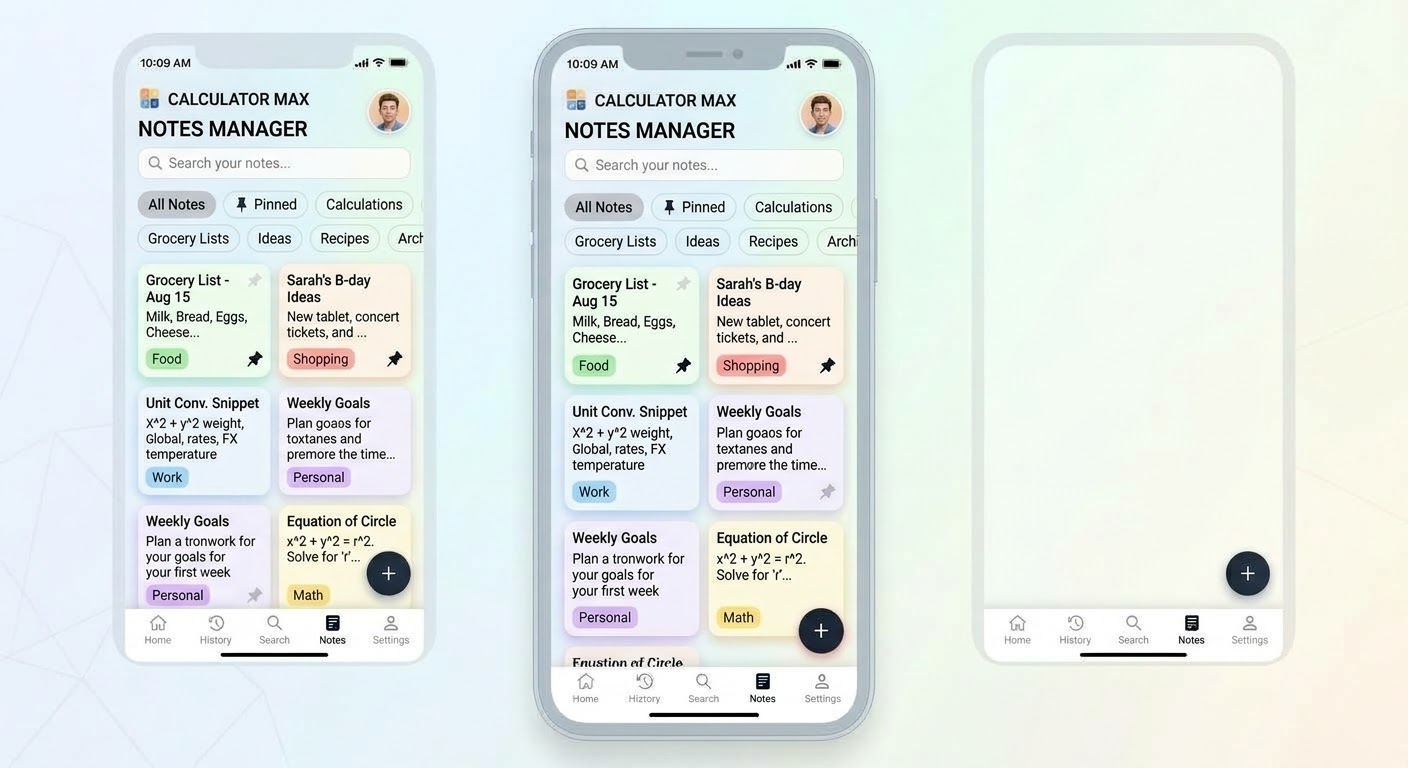 10:09 AM
CALCULATOR MAX
NOTES MANAGER
Search your notes...
All Notes
Pinned
Calculations
Grocery Lists
Ideas
Recipes
Arch
Grocery List -
Aug 15
Milk, Bread, Eggs,
Cheese...
Food
Sarah's B-day
Ideas
New tablet, concert
tickets, and ...
Shopping
Unit Conv. Snippet
X^2 + y^2 weight,
Global, rates, FX
temperature
Work
Weekly Goals
Plan goaos for
toxtanes and
premore the time...
Personal
Weekly Goals
Plan a tronwork for
your goals for
your first week
Personal
Equation of Circle
x^2 + y^2 = r^2.
Solve for 'r'...
Math
Home
History
Search
Notes
Settings
10:09 AM
CALCULATOR MAX
NOTES MANAGER
Search your notes...
All Notes
Pinned
Calculations
Grocery Lists
Ideas
Recipes
Archi
Grocery List -
Aug 15
Milk, Bread, Eggs,
Cheese...
Food
Sarah's B-day
Ideas
New tablet, concert
tickets, and ...
Shopping
Unit Conv. Snippet
X^2 + y^2 weight,
Global, rates, FX
temperature
Work
Weekly Goals
Plan goaos for
textanes and
premore the time...
Personal
Weekly Goals
Plan a tronwork for
your goals for
your first week
Personal
Equation of Circle
x^2 + y^2 = r^2.
Solve for 'r'...
Math
of Circle
Home
Hiztory
Search
Notes
Settings
Home
History
Search
Notes
Settings